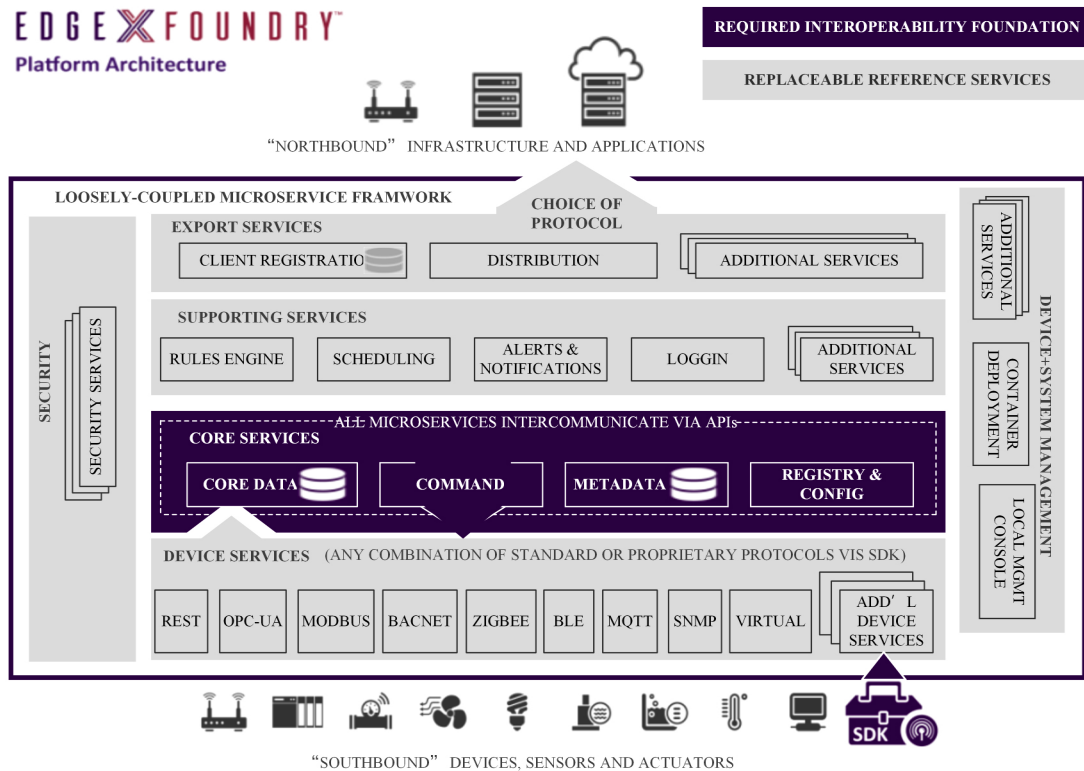 EDGE X FOUNDRY™
Platform Architecture
REQUIRED INTEROPERABILITY FOUNDATION
REPLACEABLE REFERENCE SERVICES
“NORTHBOUND” INFRASTRUCTURE AND APPLICATIONS
LOOSELY-COUPLED MICROSERVICE FRAMWORK
CHOICE OF
PROTOCOL
EXPORT SERVICES
CLIENT REGISTRATIO
DISTRIBUTION
ADDITIONAL SERVICES
SUPPORTING SERVICES
RULES ENGINE
SCHEDULING
ALERTS &
NOTIFICATIONS
LOGGIN
ADDITIONAL
SERVICES
ALL MICROSERVICES INTERCOMMUNICATE VIA APIs
CORE SERVICES
CORE DATA
COMMAND
METADATA
REGISTRY &
CONFIG
DEVICE SERVICES (ANY COMBINATION OF STANDARD OR PROPRIETARY PROTOCOLS VIS SDK)
REST
OPC-UA
MODBUS
BACNET
ZIGBEE
BLE
MQTT
SNMP
VIRTUAL
ADD’L
DEVICE
SERVICES
SECURITY
SECURITY SERVICES
ADDITIONAL
SERVICES
CONTAINER
DEPLOYMENT
LOCAL MGMT
CONSOLE
DEVICE+SYSTEM MANAGEMENT
SDK
“SOUTHBOUND” DEVICES, SENSORS AND ACTUATORS